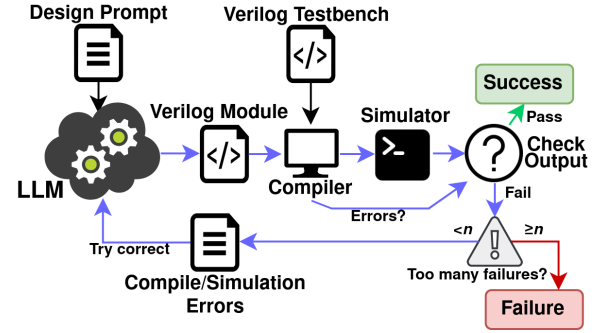 Design Prompt
Verilog Testbench
Success
Verilog Module
Simulator
Pass
</>
</>
>_
?
Check
Output
LLM
Compiler
Errors?
Fail
<n
≥n
!
Try correct
Too many failures?
Compile/Simulation
Errors
Failure